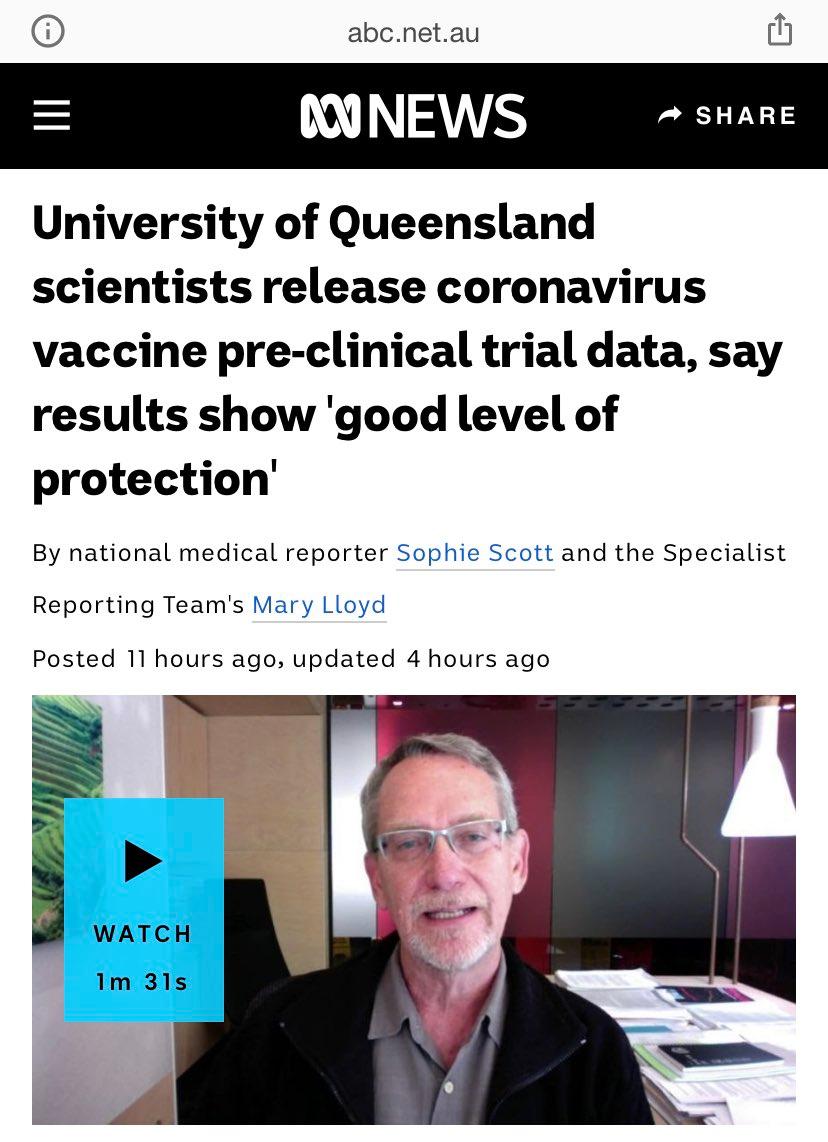 abc.net.au
NEWS
SHARE
University of Queensland
scientists release coronavirus
vaccine pre-clinical trial data, say
results show 'good level of
protection'
By national medical reporter Sophie Scott and the Specialist
Reporting Team's Mary Lloyd
Posted 11 hours ago, updated 4 hours ago
WATCH
1m 31s